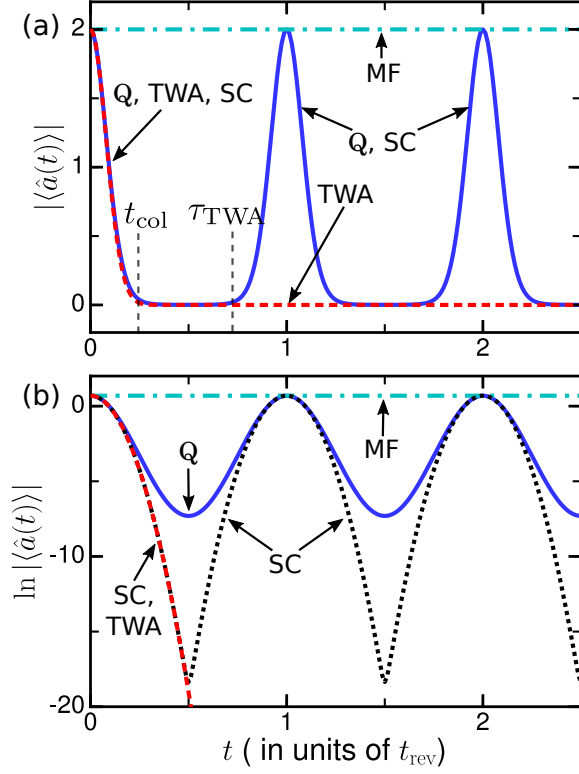 (a)
2
MF
Q, TWA, SC
Q, SC
|⟨â(t)⟩|
1
TWA
t_col
τ_TWA
0
0
1
2
(b)
0
MF
Q
ln |⟨â(t)⟩|
-10
SC
SC,
TWA
-20
0
1
2
t ( in units of t_rev)